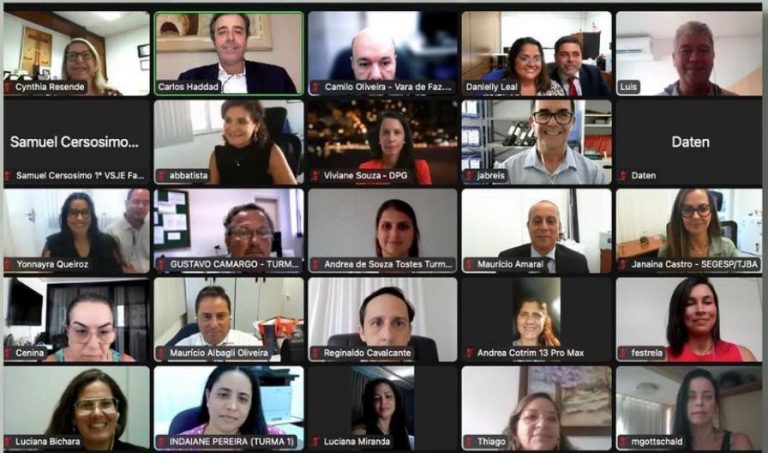 Cynthia Resende
Carlos Haddad
Camilo Oliveira - Vara de Faz....
Danielly Leal
Luis
Samuel Cersosimo...
Samuel Cersosimo 1ª VSJE Fa...
abbatista
Viviane Souza - DPG
jabreis
Daten
Daten
Yonnayra Queiroz
GUSTAVO CAMARGO - TURM...
Andrea de Souza Tostes Turm...
Maurício Amaral
Janaina Castro - SEGESP/TJBA
Cenina
Maurício Albagli Oliveira
Reginaldo Cavalcante
Andrea Cotrim 13 Pro Max
festrela
Luciana Bichara
INDAIANE PEREIRA (TURMA 1)
Luciana Miranda
Thiago
mgottschald